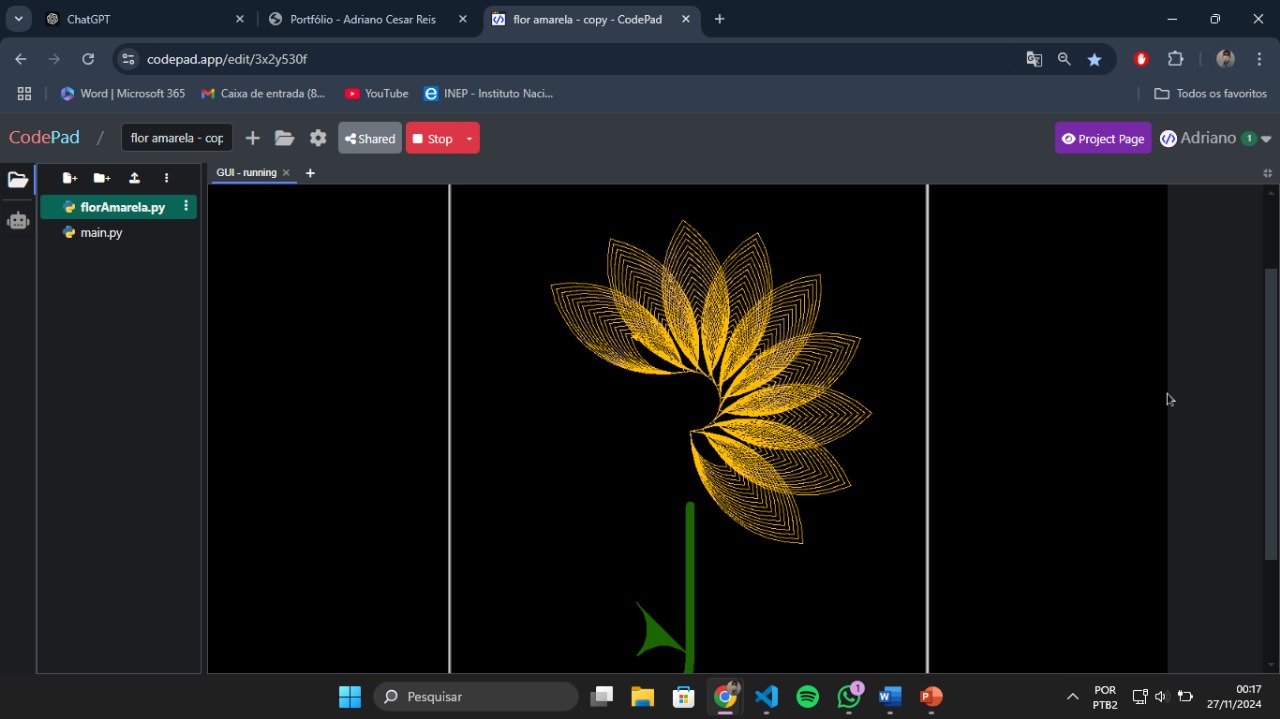 ChatGPT
Portfólio - Adriano Cesar Reis
flor amarela - copy - CodePad
codepad.app/edit/3x2y530f
Word | Microsoft 365
Caixa de entrada (8...
YouTube
INEP - Instituto Naci...
Todos os favoritos
CodePad / flor amarela - cop
Shared
Stop
Project Page
Adriano 1
GUI - running
florAmarela.py
main.py
Pesquisar
1
POR
PTB2
00:17
27/11/2024